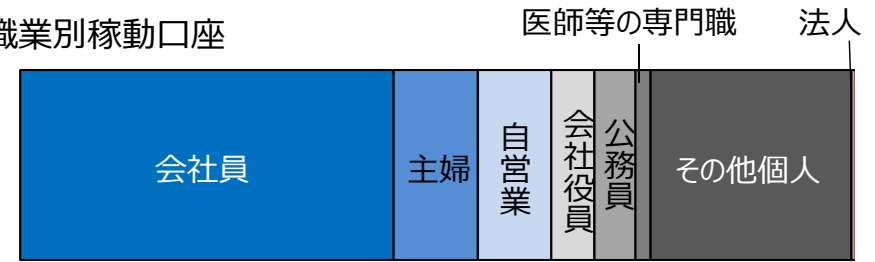 職業別稼動口座
医師等の専門職
法人
会社員
主婦
自営業
会社役員
公務員
その他個人